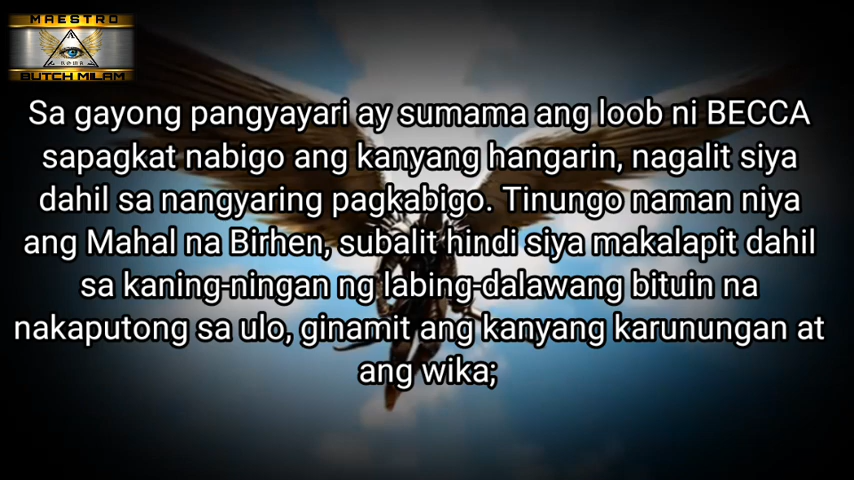 MAESTRO
ROMA
BUTCH MILAM
Sa gayong pangyayari ay sumama ang loob ni BECCA
sapagkat nabigo ang kanyang hangarin, nagalit siya
dahil sa nangyaring pagkabigo. Tinungo naman niya
ang Mahal na Birhen, subalit hindi siya makalapit dahil
sa kaning-ningan ng labing-dalawang bituin na
nakaputong sa ulo, ginamit ang kanyang karunungan at
ang wika;